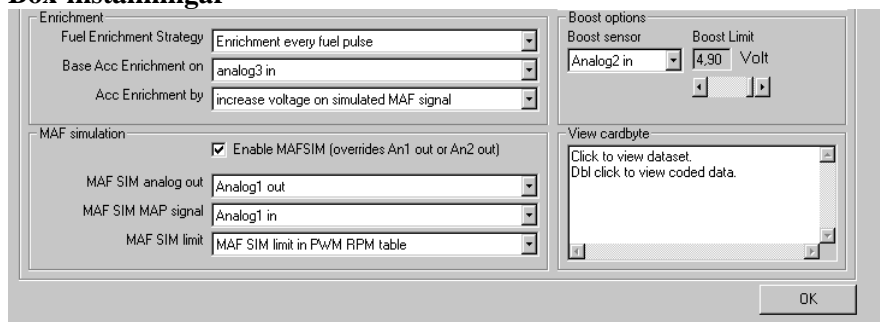 Box-inställningar
Enrichment
Fuel Enrichment Strategy Enrichment every fuel pulse
Base Acc Enrichment on analog3 in
Acc Enrichment by increase voltage on simulated MAF signal
Boost options
Boost sensor Boost Limit
Analog2 in 4,90 Volt
MAF simulation
Enable MAFSIM (overrides An1 out or An2 out)
MAF SIM analog out Analog1 out
MAF SIM MAP signal Analog1 in
MAF SIM limit MAF SIM limit in PWM RPM table
View cardbyte
Click to view dataset.
Dbl click to view coded data.
OK